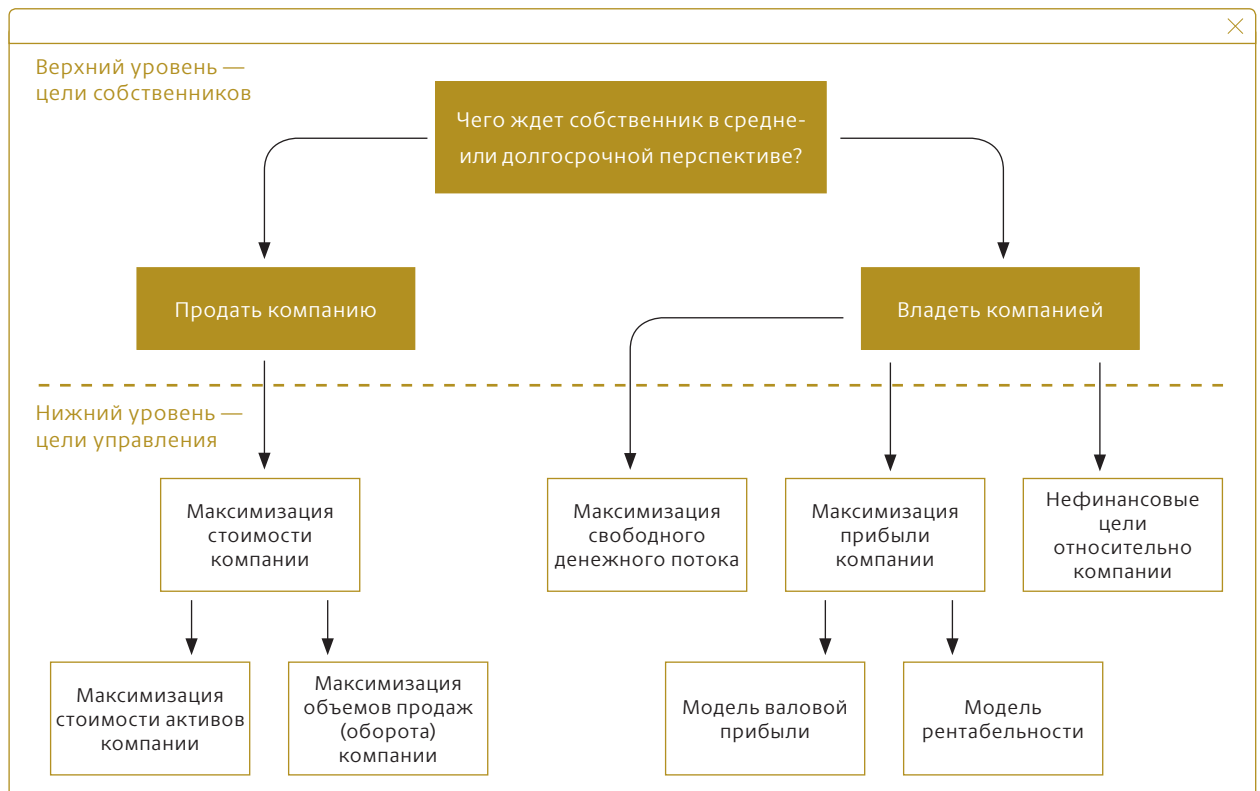 Верхний уровень —
цели собственников
Чего ждет собственник в средне-
или долгосрочной перспективе?
Продать компанию
Владеть компанией
Нижний уровень —
цели управления
Максимизация
стоимости
компании
Максимизация
свободного
денежного потока
Максимизация
прибыли
компании
Нефинансовые
цели
относительно
компании
Максимизация
стоимости активов
компании
Максимизация
объемов продаж
(оборота)
компании
Модель валовой
прибыли
Модель
рентабельности